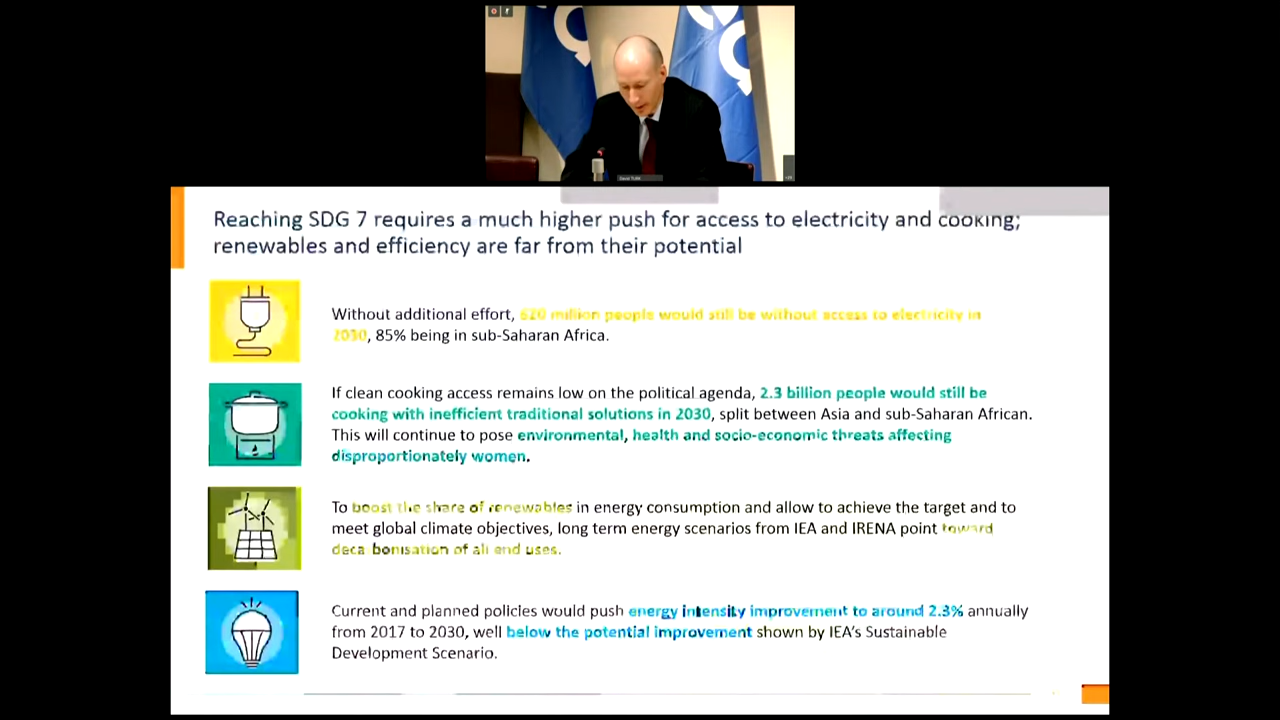 Reaching SDG 7 requires a much higher push for access to electricity and cooking;
renewables and efficiency are far from their potential
Without additional effort, 620 million people would still be without access to electricity in
2030, 85% being in sub-Saharan Africa.
If clean cooking access remains low on the political agenda, 2.3 billion people would still be
cooking with inefficient traditional solutions in 2030, split between Asia and sub-Saharan African.
This will continue to pose environmental, health and socio-economic threats affecting
disproportionately women.
To boost the share of renewables in energy consumption and allow to achieve the target and to
meet global climate objectives, long term energy scenarios from IEA and IRENA point toward
decarbonisation of all end uses.
Current and planned policies would push energy intensity improvement to around 2.3% annually
from 2017 to 2030, well below the potential improvement shown by IEA's Sustainable
Development Scenario.